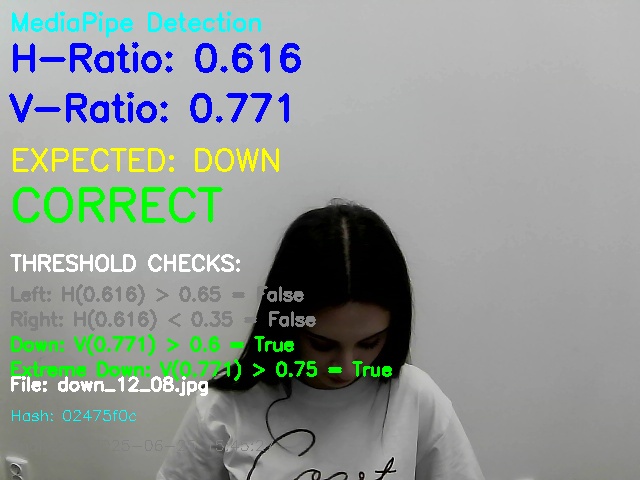 MediaPipe Detection
H-Ratio: 0.616
V-Ratio: 0.771
EXPECTED: DOWN
CORRECT
THRESHOLD CHECKS:
Left: H(0.616) > 0.65 = False
Right: H(0.616) < 0.35 = False
Down: V(0.771) > 0.6 = True
Extreme Down: V(0.771) > 0.75 = True
File: down_12_08.jpg
Hash: 02475f0c